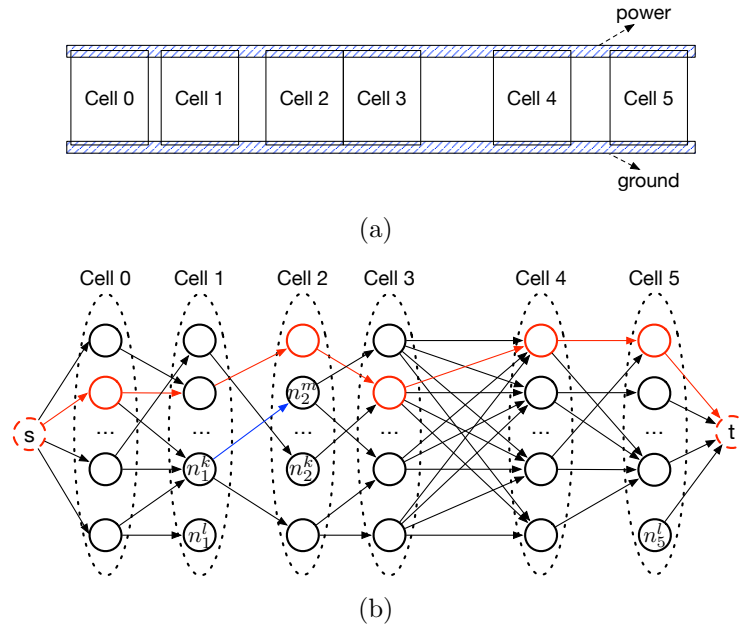 power
Cell 0 Cell 1 Cell 2 Cell 3 Cell 4 Cell 5
ground
(a)
Cell 0 Cell 1 Cell 2 Cell 3 Cell 4 Cell 5
n_2^m
s ... ... ... ... ... ... t
n_1^k n_2^k
n_1^l n_5^l
(b)